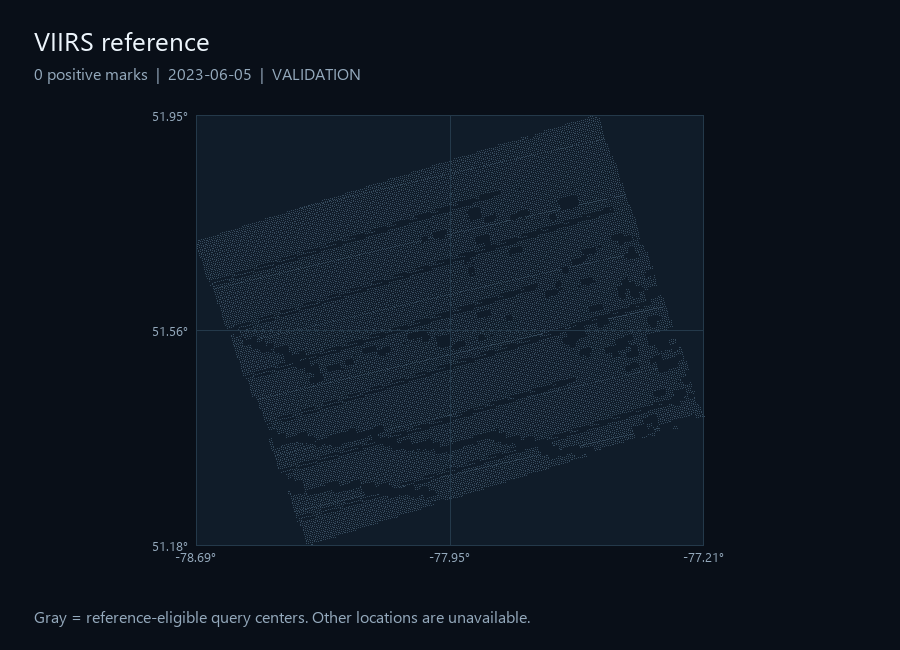 VIIRS reference
0 positive marks | 2023-06-05 | VALIDATION
51.95°
51.56°
51.18°
-78.69°
-77.95°
-77.21°
Gray = reference-eligible query centers. Other locations are unavailable.